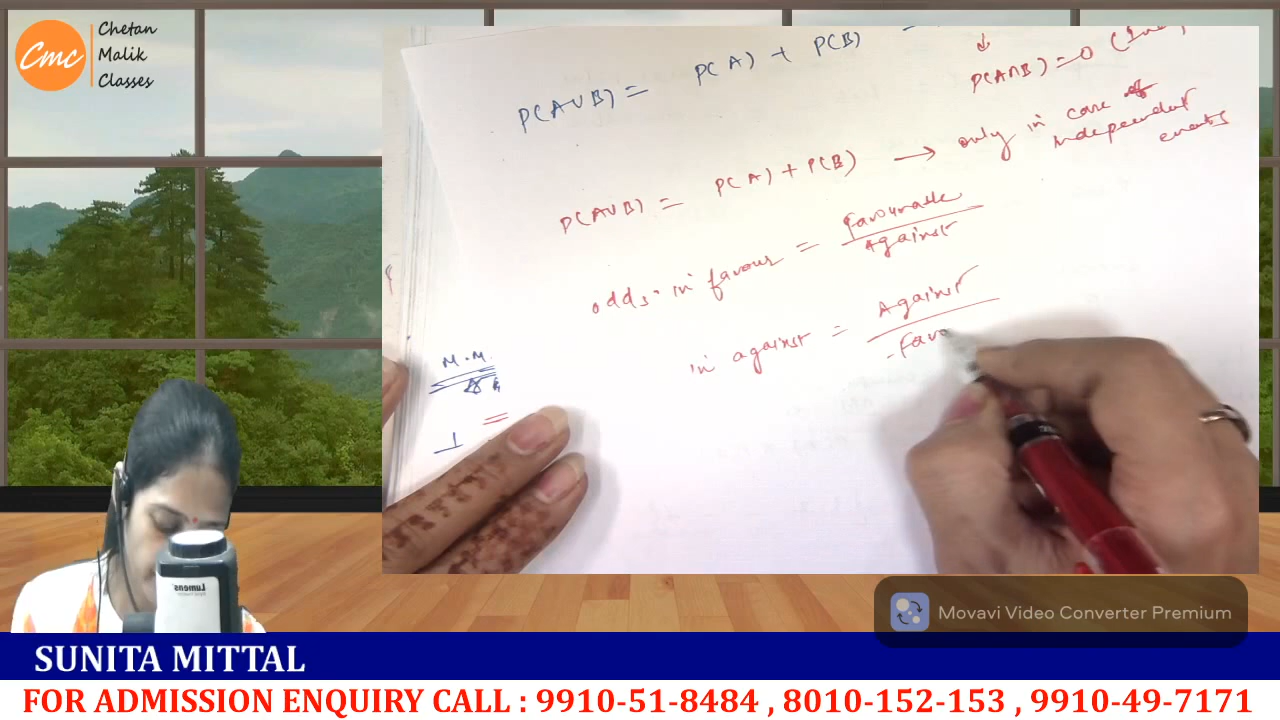 Cmc
Chetan
Malik
Classes
P(A∪B) = P(A) + P(B) -
P(A∩B) = 0
P(A∪B) = P(A) + P(B) → only in case of
independent
events
odds in favour = Favourable
Against
in against = Against
Favo
M.M.
1 =
Lumens
Movavi Video Converter Premium
SUNITA MITTAL
FOR ADMISSION ENQUIRY CALL : 9910-51-8484 , 8010-152-153 , 9910-49-7171